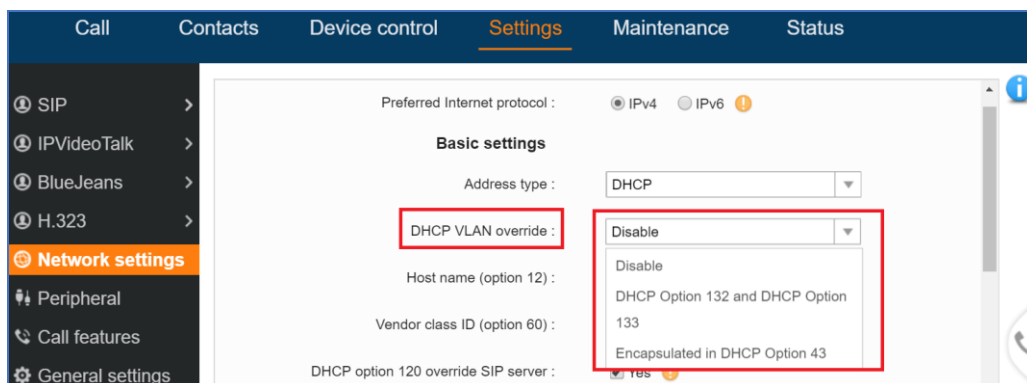 Call Contacts Device control Settings Maintenance Status
SIP
IPVideoTalk
BlueJeans
H.323
Network settings
Peripheral
Call features
General settings
Preferred Internet protocol : IPv4 IPv6
Basic settings
Address type : DHCP
DHCP VLAN override : Disable
Disable
DHCP Option 132 and DHCP Option
133
Encapsulated in DHCP Option 43
Host name (option 12) :
Vendor class ID (option 60) :
DHCP option 120 override SIP server : Yes